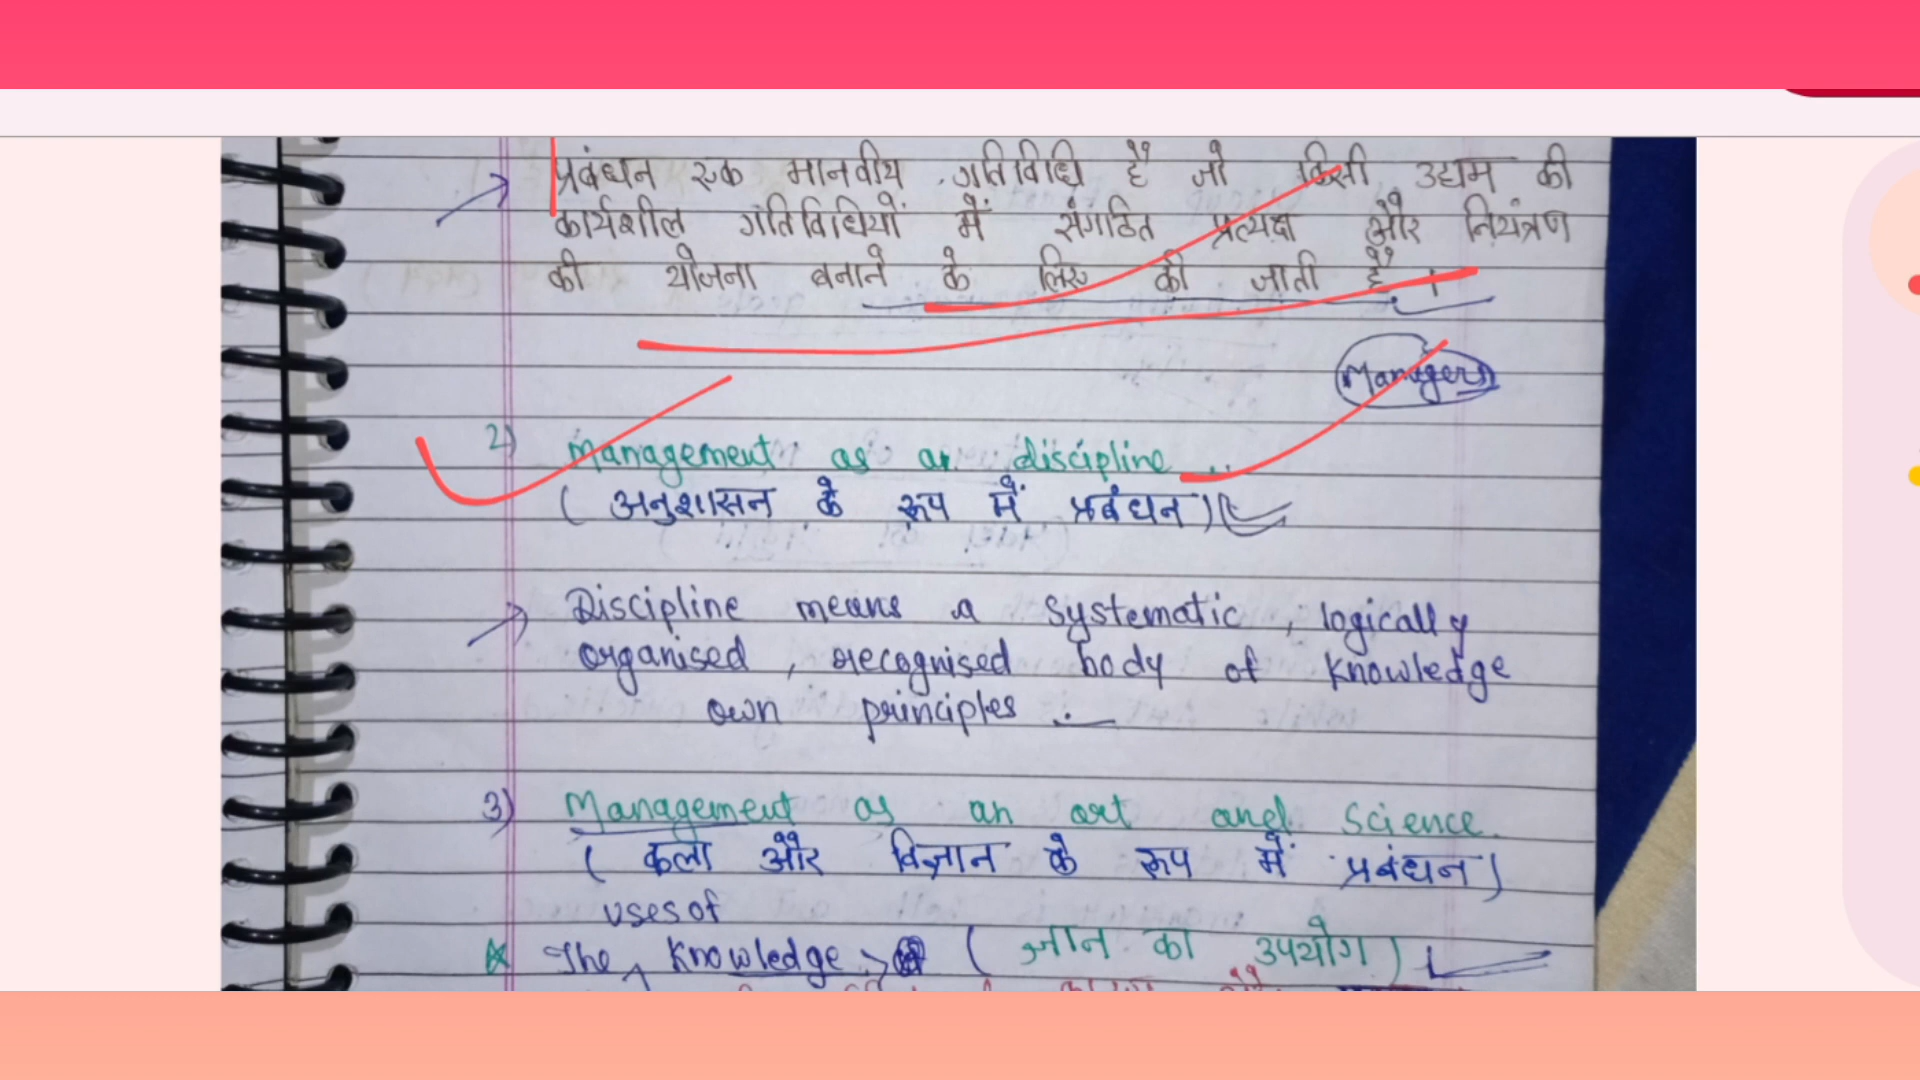 प्रबंधन एक मानवीय गतिविधि है जो किसी उद्यम की
कार्यशील गतिविधियों में संगठित प्रत्यक्ष और नियंत्रण
की योजना बनाने के लिए की जाती है ।
Managers
2) Management as a discipline
( अनुशासन के रूप में प्रबंधन )
Discipline means a systematic , logically
organised , recognised body of knowledge
own principles .
3) Management as an art and science.
( कला और विज्ञान के रूप में प्रबंधन )
uses of
The knowledge ( ज्ञान का उपयोग )